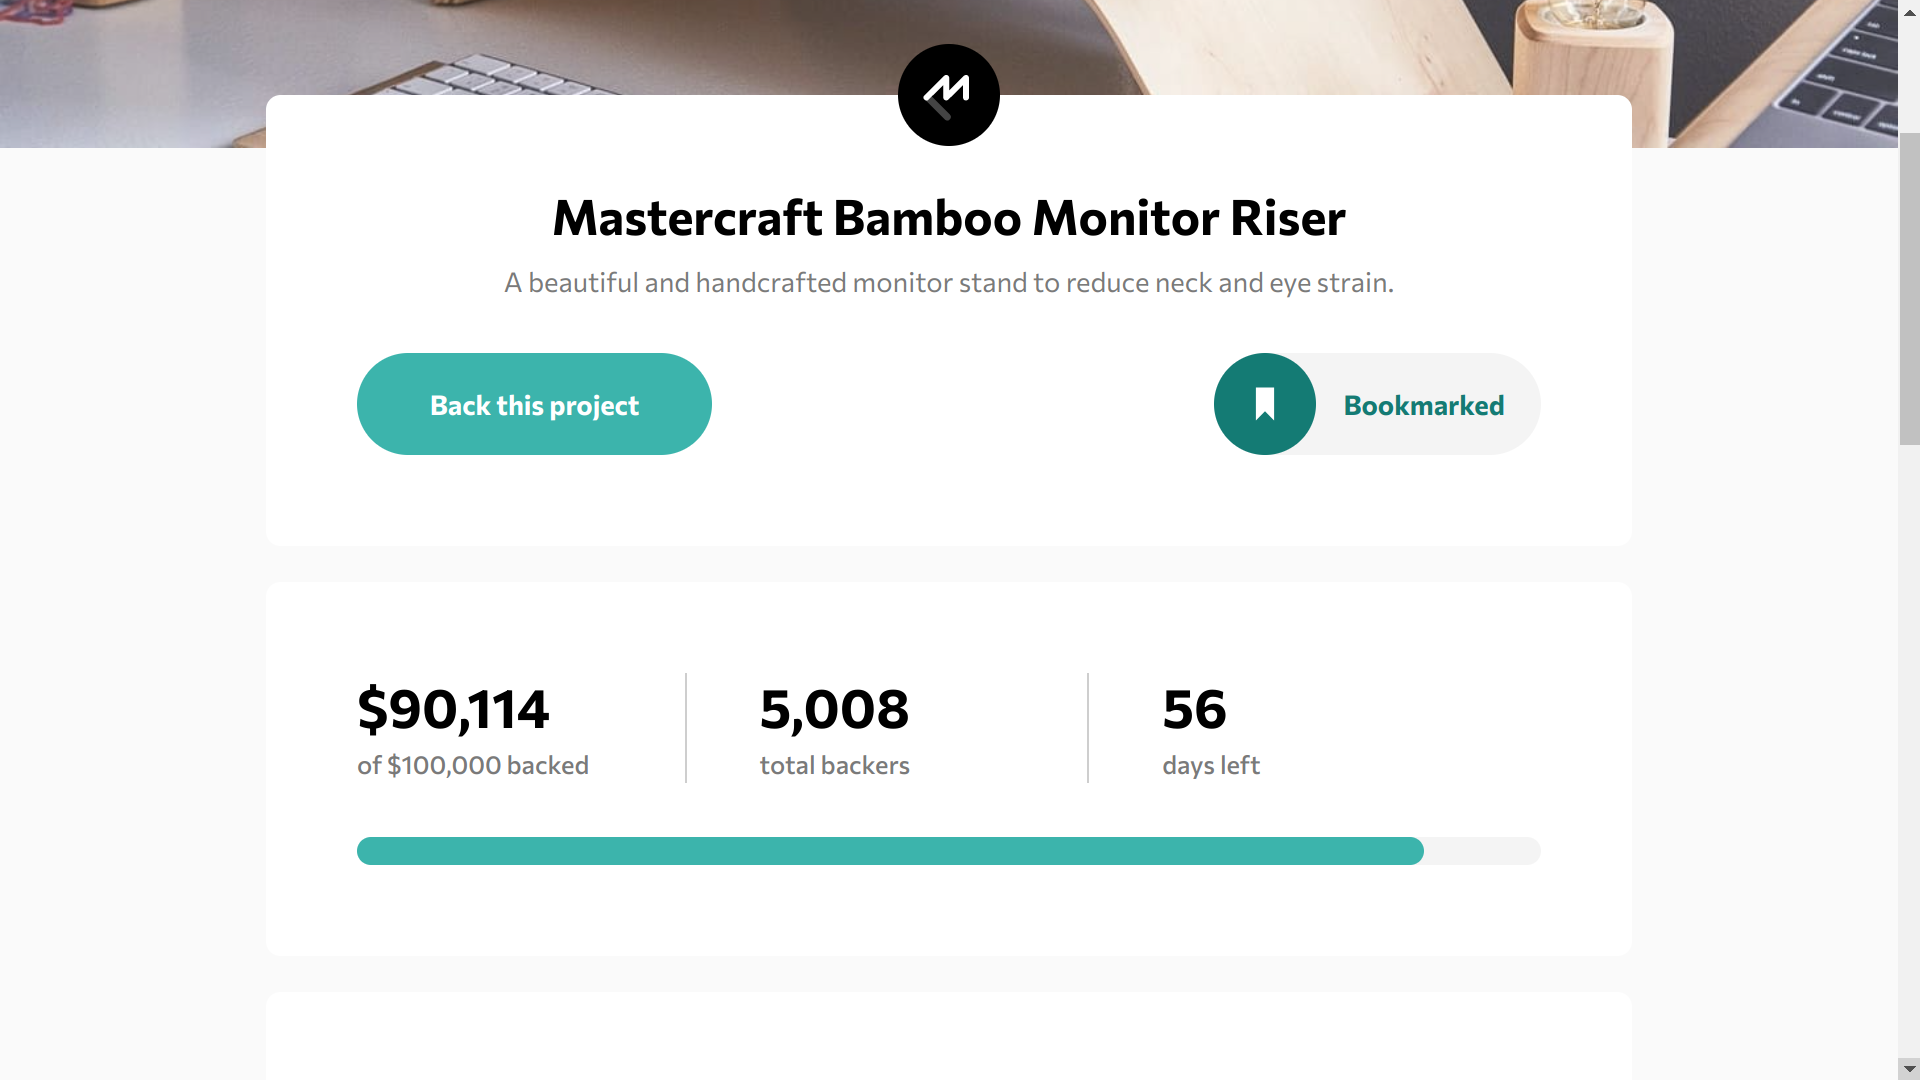 Mastercraft Bamboo Monitor Riser
A beautiful and handcrafted monitor stand to reduce neck and eye strain.
Back this project
Bookmarked
$90,114
of $100,000 backed
5,008
total backers
56
days left